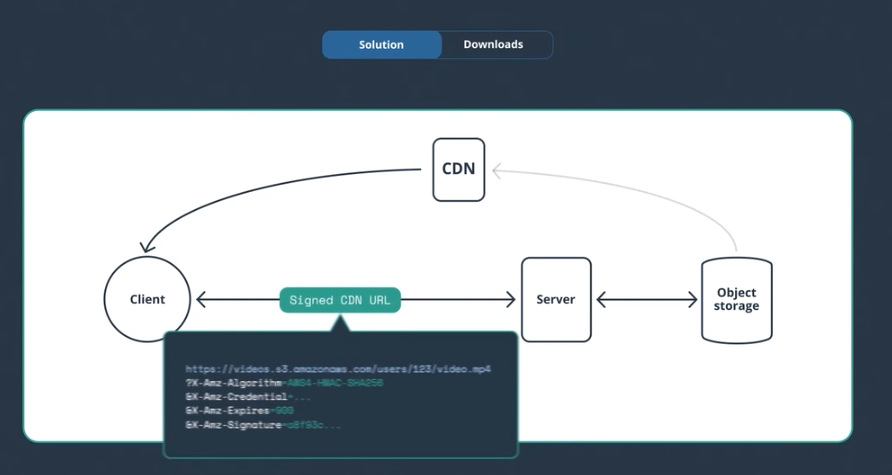 Solution
Downloads
CDN
Client
Signed CDN URL
Server
Object
storage
https://videos.s3.amazonaws.com/users/123/video.mp4
?X-Amz-Algorithm=AWS4-HMAC-SHA256
&X-Amz-Credential=...
&X-Amz-Expires=900
&X-Amz-Signature=a8f93c...